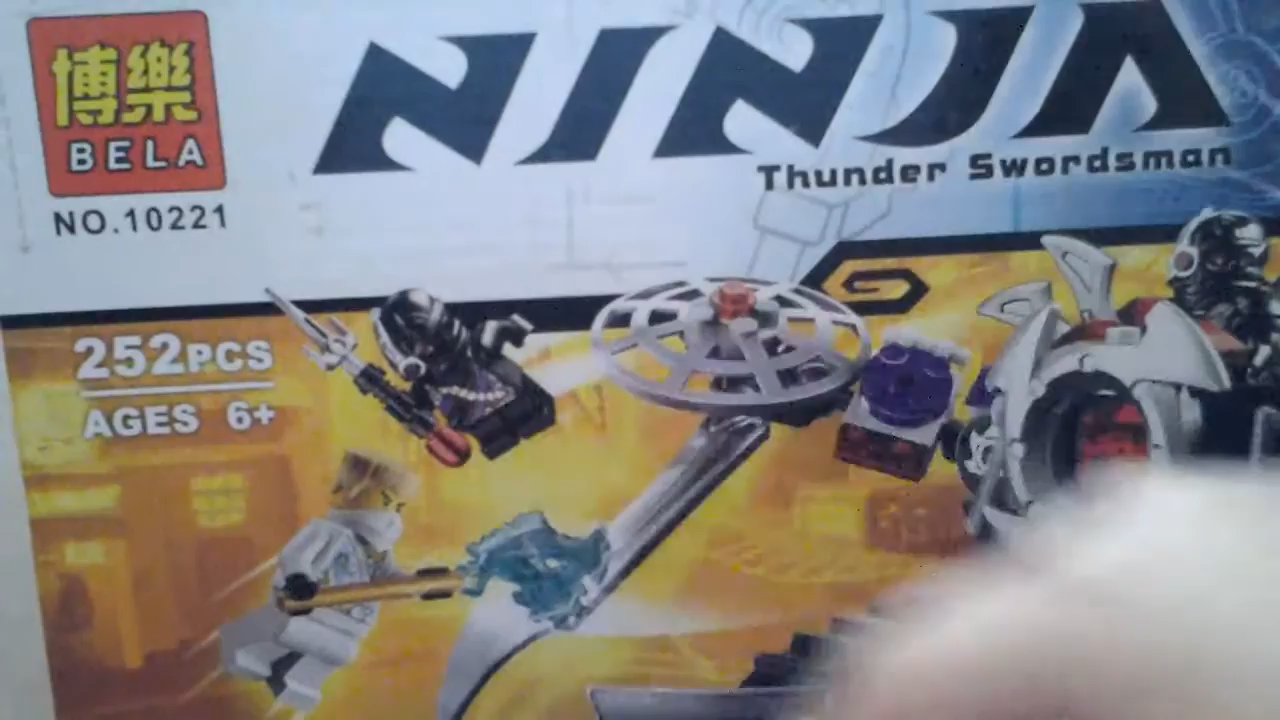 博樂
BELA
NO.10221
NINJA
Thunder Swordsman
252PCS
AGES 6+